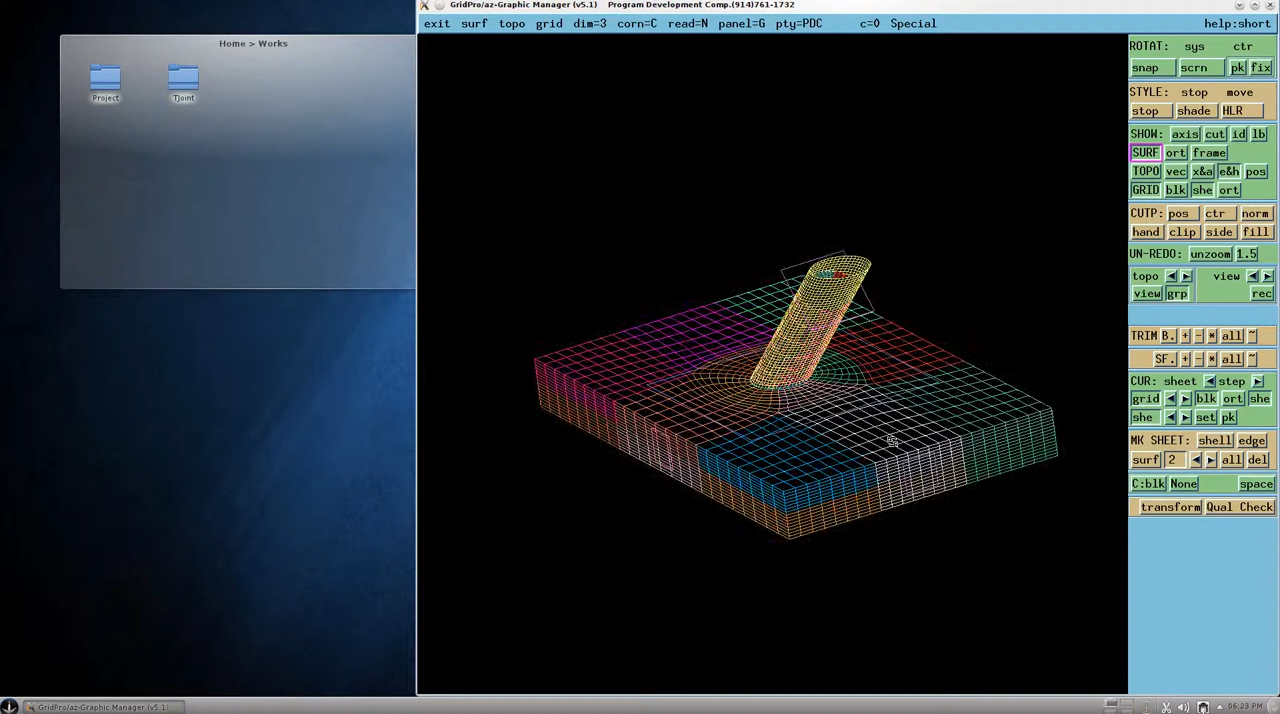 GridPro/az-Graphic Manager (v5.1) Program Development Comp.(914)761-1732
exit surf topo grid dim=3 corn=C read=N panel=G pty=PDC c=0 Special help:short
Home > Works
Project TJoint
ROTAT: sys ctr
snap scrn pk fix
STYLE: stop move
stop shade HLR
SHOW: axis cut id lb
SURF ort frame
TOPO vec x&a e&h pos
GRID blk she ort
CUTP: pos ctr norm
hand clip side fill
UN-REDO: unzoom 1.5
topo view
view grp rec
TRIM B. + - * all ~
SF. + - * all ~
CUR: sheet step
grid blk ort she
she set pk
MK SHEET: shell edge
surf 2 all del
C:blk None space
transform Qual Check
GridPro/az-Graphic Manager (v5.1) 06:23 PM